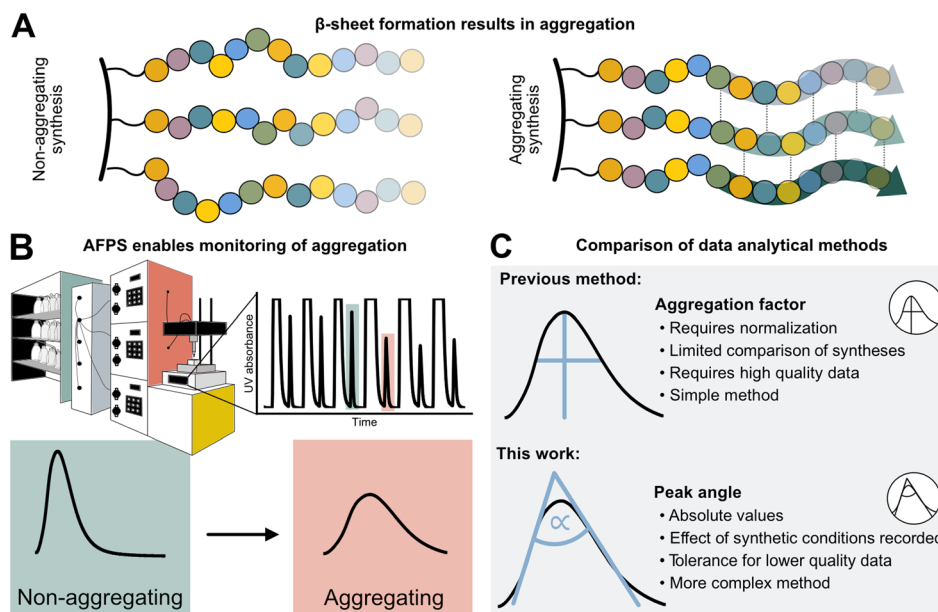 A
β-sheet formation results in aggregation
Non-aggregating
synthesis
Aggregating
synthesis
B
AFPS enables monitoring of aggregation
UV absorbance
Time
Non-aggregating
Aggregating
C
Comparison of data analytical methods
Previous method:
Aggregation factor
• Requires normalization
• Limited comparison of syntheses
• Requires high quality data
• Simple method
This work:
Peak angle
• Absolute values
• Effect of synthetic conditions recorded
• Tolerance for lower quality data
• More complex method
∝